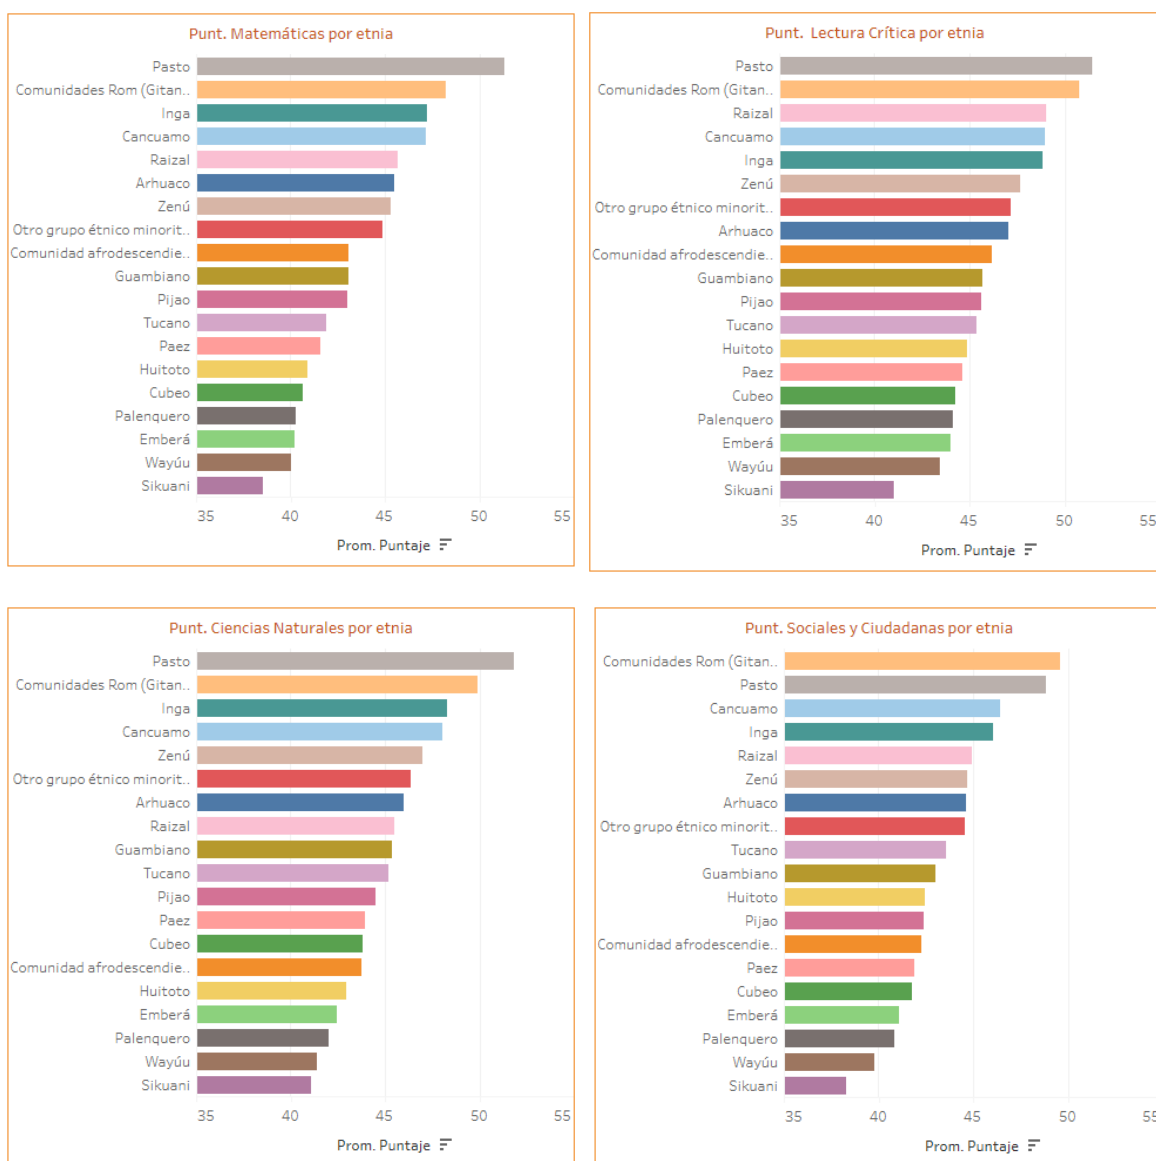 Punt. Matemáticas por etnia
Pasto
Comunidades Rom (Gitan..
Inga
Cancuamo
Raizal
Arhuaco
Zenú
Otro grupo étnico minorit..
Comunidad afrodescendie..
Guambiano
Pijao
Tucano
Paez
Huitoto
Cubeo
Palenquero
Emberá
Wayúu
Sikuani
35 40 45 50 55
Prom. Puntaje
Punt. Lectura Crítica por etnia
Pasto
Comunidades Rom (Gitan..
Raizal
Cancuamo
Inga
Zenú
Otro grupo étnico minorit..
Arhuaco
Comunidad afrodescendie..
Guambiano
Pijao
Tucano
Huitoto
Paez
Cubeo
Palenquero
Emberá
Wayúu
Sikuani
35 40 45 50 55
Prom. Puntaje
Punt. Ciencias Naturales por etnia
Pasto
Comunidades Rom (Gitan..
Inga
Cancuamo
Zenú
Otro grupo étnico minorit..
Arhuaco
Raizal
Guambiano
Tucano
Pijao
Paez
Cubeo
Comunidad afrodescendie..
Huitoto
Emberá
Palenquero
Wayúu
Sikuani
35 40 45 50 55
Prom. Puntaje
Punt. Sociales y Ciudadanas por etnia
Comunidades Rom (Gitan..
Pasto
Cancuamo
Inga
Raizal
Zenú
Arhuaco
Otro grupo étnico minorit..
Tucano
Guambiano
Huitoto
Pijao
Comunidad afrodescendie..
Paez
Cubeo
Emberá
Palenquero
Wayúu
Sikuani
35 40 45 50 55
Prom. Puntaje